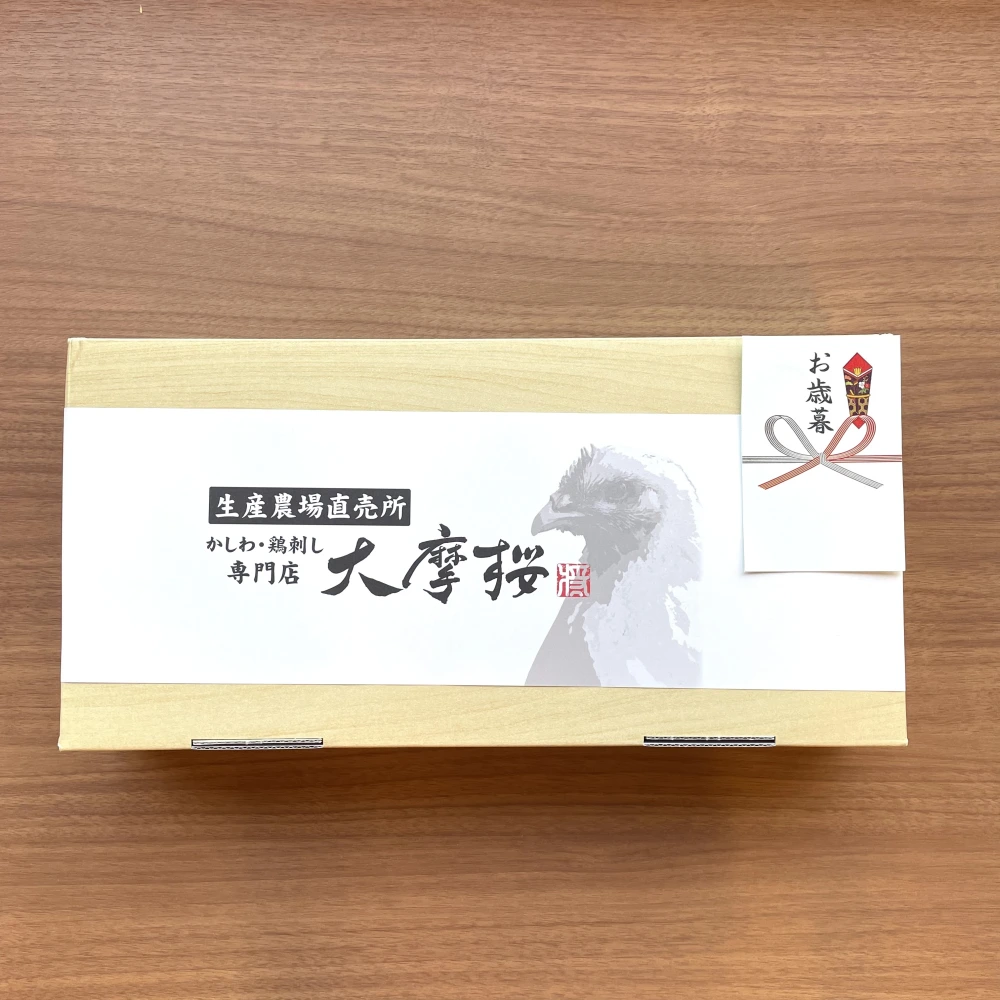 生産農場直売所
かしわ・鶏刺し
専門店
大摩桜
お歳暮